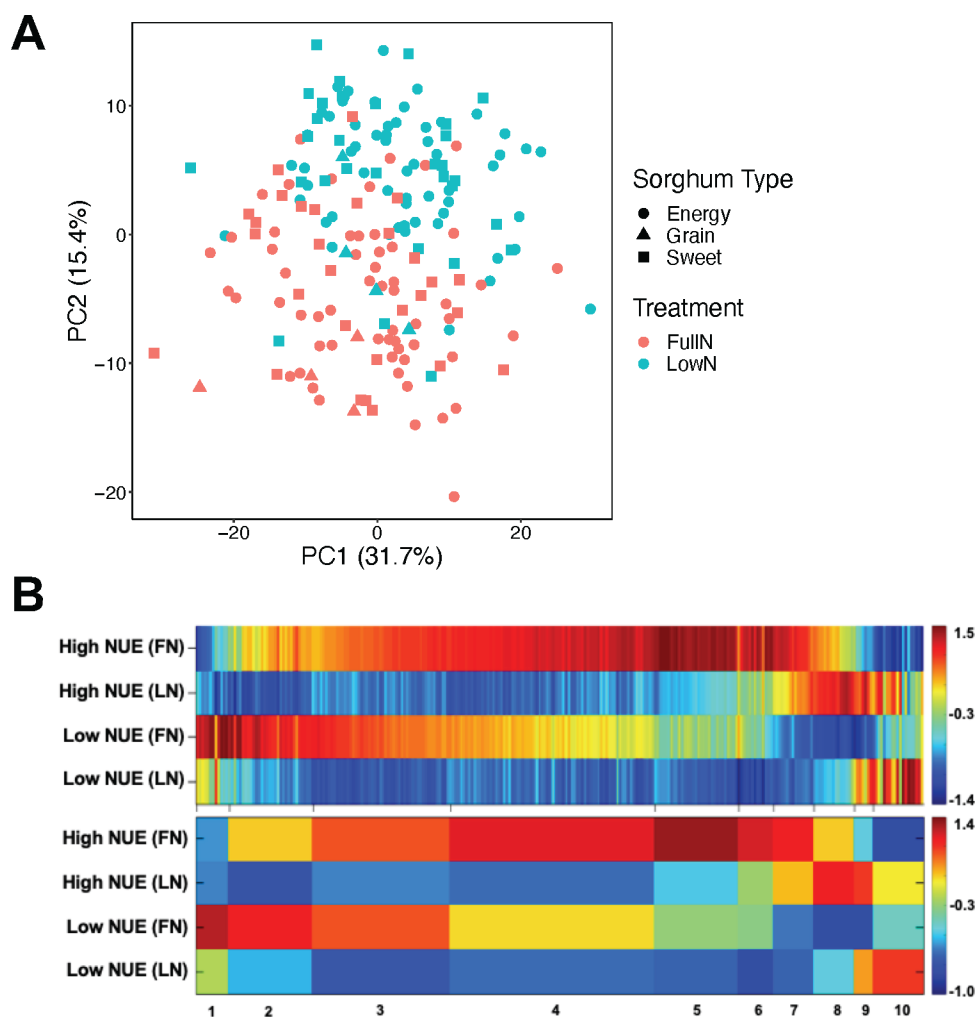 A
10
0
−10
−20
PC2 (15.4%)
−20 0 20
PC1 (31.7%)
Sorghum Type
Energy
Grain
Sweet
Treatment
FullN
LowN
B
High NUE (FN)
High NUE (LN)
Low NUE (FN)
Low NUE (LN)
1.5
-0.3
-1.4
High NUE (FN)
High NUE (LN)
Low NUE (FN)
Low NUE (LN)
1.4
-0.3
-1.0
1 2 3 4 5 6 7 8 9 10